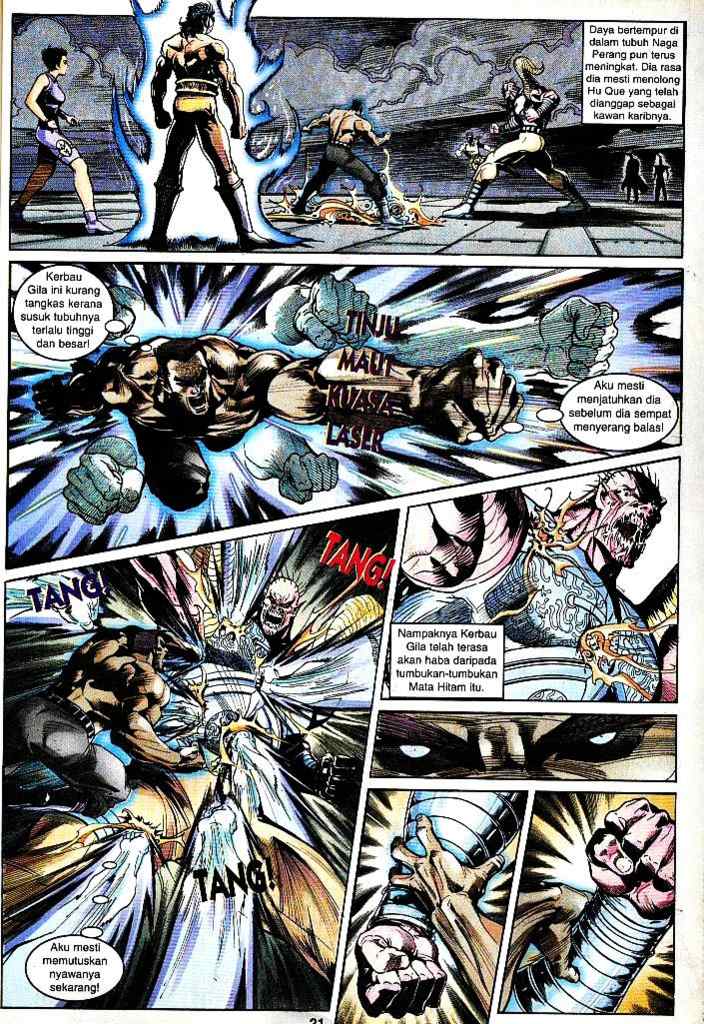 Daya bertempur di
dalam tubuh Naga
Perang pun terus
meningkat. Dia rasa
dia mesti menolong
Hu Que yang telah
dianggap sebagai
kawan karibnya.
Kerbau
Gila ini kurang
tangkas kerana
susuk tubuhnya
terlalu tinggi
dan besar!
TINJU
MAUT
KUASA
LASER
Aku mesti
menjatuhkan dia
sebelum dia sempat
menyerang balas!
TANG!
TANG!
TANG!
Aku mesti
memutuskan
nyawanya
sekarang!
Nampaknya Kerbau
Gila telah terasa
akan haba daripada
tumbukan-tumbukan
Mata Hitam itu.
21